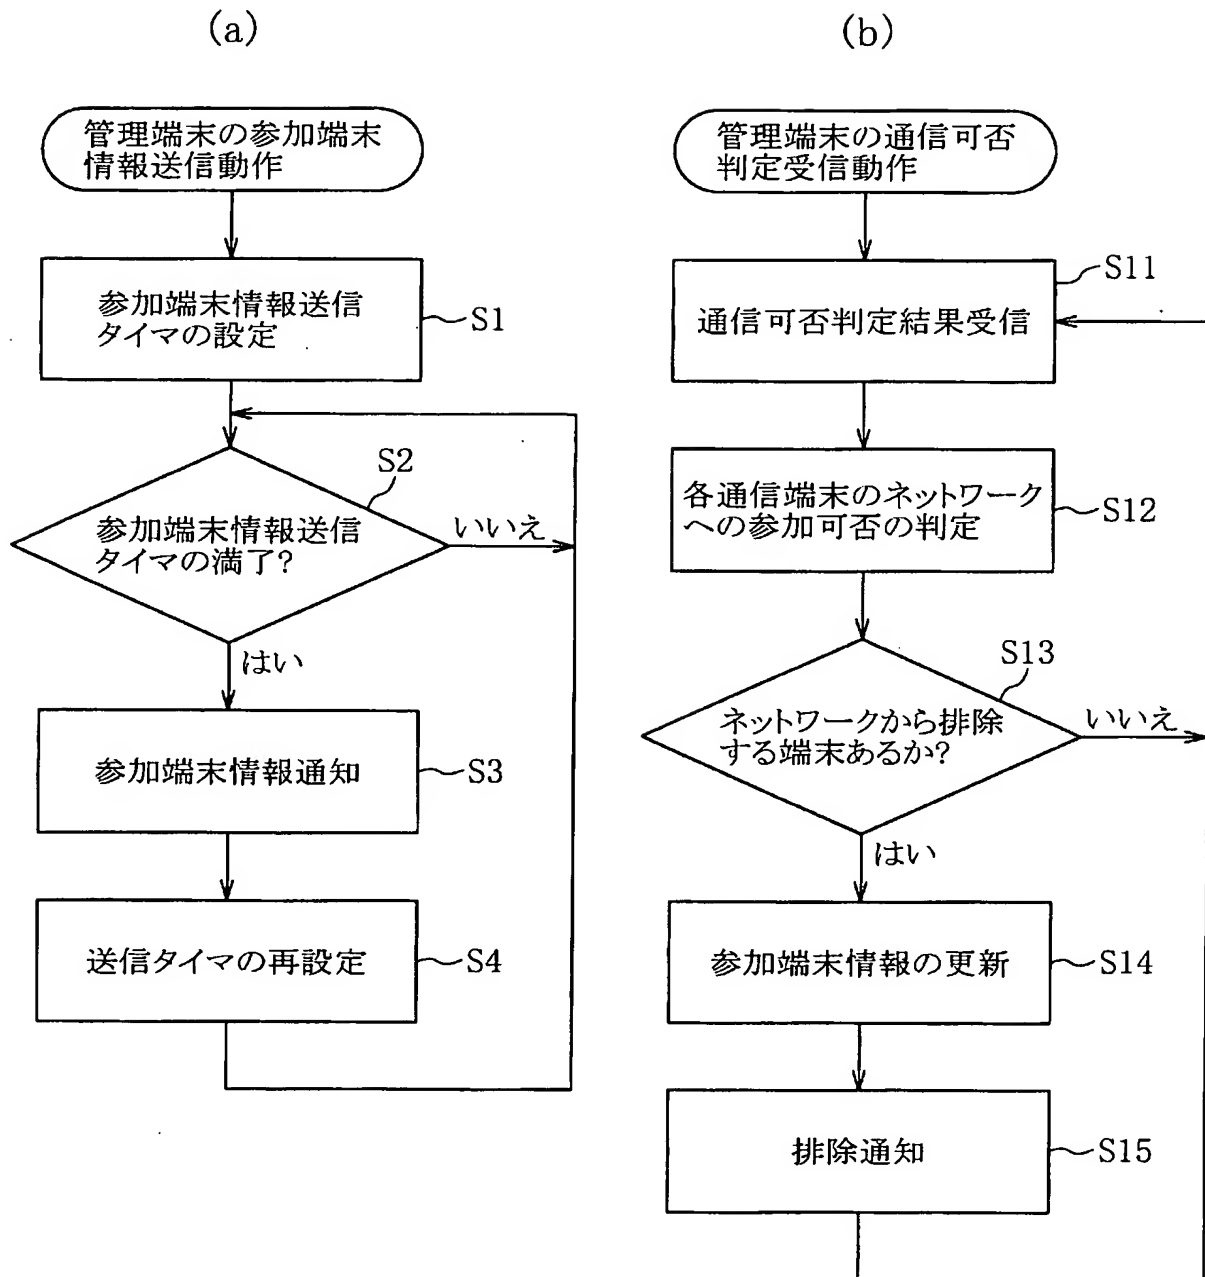 (a)
管理端末の参加端末
情報送信動作
参加端末情報送信
タイマの設定
S1
S2
参加端末情報送信
タイマの満了?
いいえ
はい
参加端末情報通知
S3
送信タイマの再設定
S4
(b)
管理端末の通信可否
判定受信動作
S11
通信可否判定結果受信
各通信端末のネットワーク
への参加可否の判定
S12
S13
ネットワークから排除
する端末あるか?
いいえ
はい
参加端末情報の更新
S14
排除通知
S15